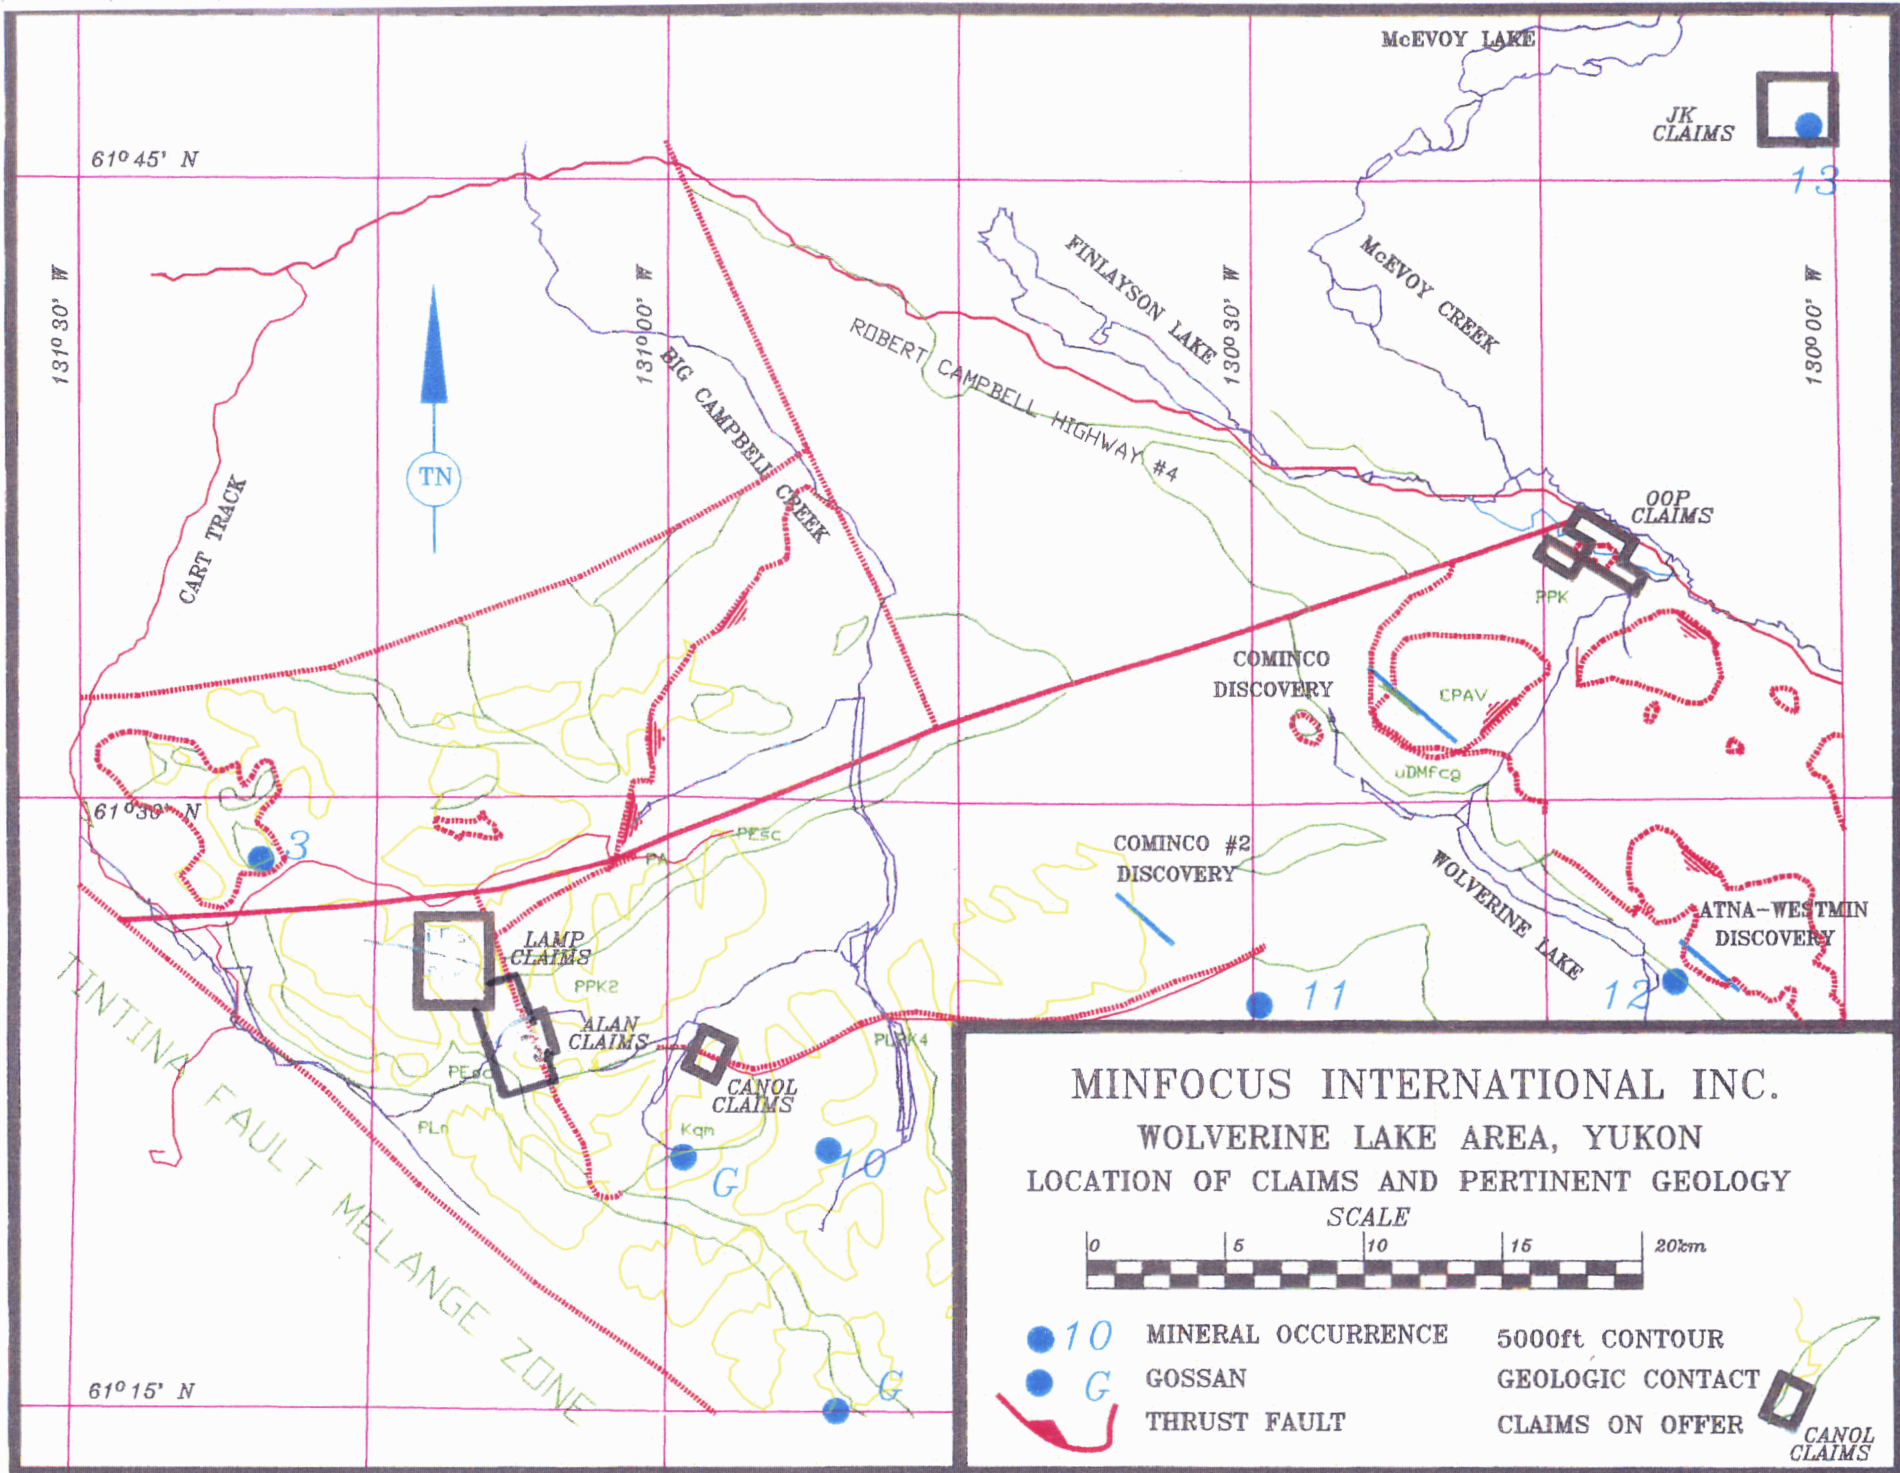 McEVOY LAKE
JK
CLAIMS
13
61° 45' N
131° 30' W
131° 00' W
130° 30' W
130° 00' W
FINLAYSON LAKE
McEVOY CREEK
ROBERT CAMPBELL HIGHWAY #4
BIG CAMPBELL
CREEK
TN
CART TRACK
OOP
CLAIMS
PPK
COMINCO
DISCOVERY
CPAV
uDMfcg
61° 30' N
3
PEsc
PA
COMINCO #2
DISCOVERY
WOLVERINE LAKE
ATNA-WESTMIN
DISCOVERY
LAMP
CLAIMS
PPK2
11
12
ALAN
CLAIMS
PLPK4
CANOL
CLAIMS
PLn
Kqm
G
10
TINTINA FAULT MELANGE ZONE
61° 15' N
G
MINFOCUS INTERNATIONAL INC.
WOLVERINE LAKE AREA, YUKON
LOCATION OF CLAIMS AND PERTINENT GEOLOGY
SCALE
0 5 10 15 20km
10 MINERAL OCCURRENCE 5000ft CONTOUR
G GOSSAN GEOLOGIC CONTACT
THRUST FAULT CLAIMS ON OFFER
CANOL
CLAIMS